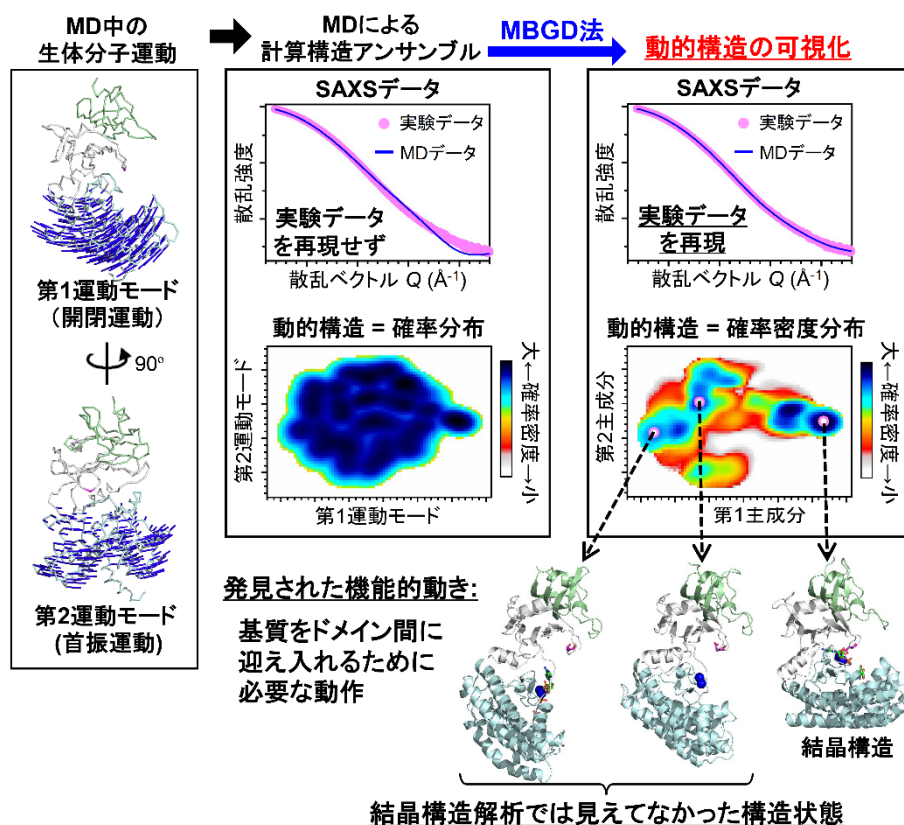 MD中の
生体分子運動
MDによる
計算構造アンサンブル
MBGD法
動的構造の可視化
第1運動モード
（開閉運動）
90°
第2運動モード
(首振運動)
SAXSデータ
実験データ
MDデータ
散乱強度
実験データ
を再現せず
散乱ベクトル Q (Å-1)
動的構造 = 確率分布
第2運動モード
第1運動モード
大←確率密度→小
SAXSデータ
実験データ
MDデータ
散乱強度
実験データ
を再現
散乱ベクトル Q (Å-1)
動的構造 = 確率密度分布
第2主成分
第1主成分
大←確率密度→小
発見された機能的動き:
基質をドメイン間に
迎え入れるために
必要な動作
結晶構造
結晶構造解析では見えてなかった構造状態